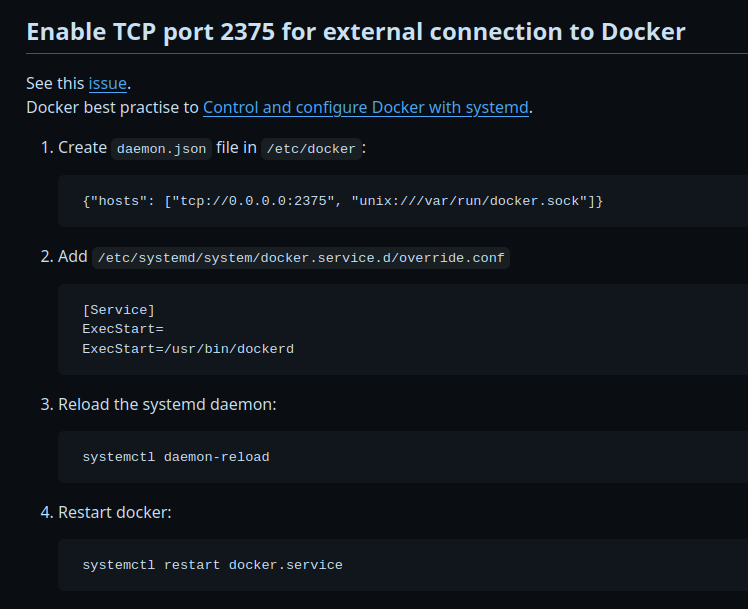 Enable TCP port 2375 for external connection to Docker
See this issue.
Docker best practise to Control and configure Docker with systemd.
1. Create daemon.json file in /etc/docker:
{"hosts": ["tcp://0.0.0.0:2375", "unix:///var/run/docker.sock"]}
2. Add /etc/systemd/system/docker.service.d/override.conf
[Service]
ExecStart=
ExecStart=/usr/bin/dockerd
3. Reload the systemd daemon:
systemctl daemon-reload
4. Restart docker:
systemctl restart docker.service